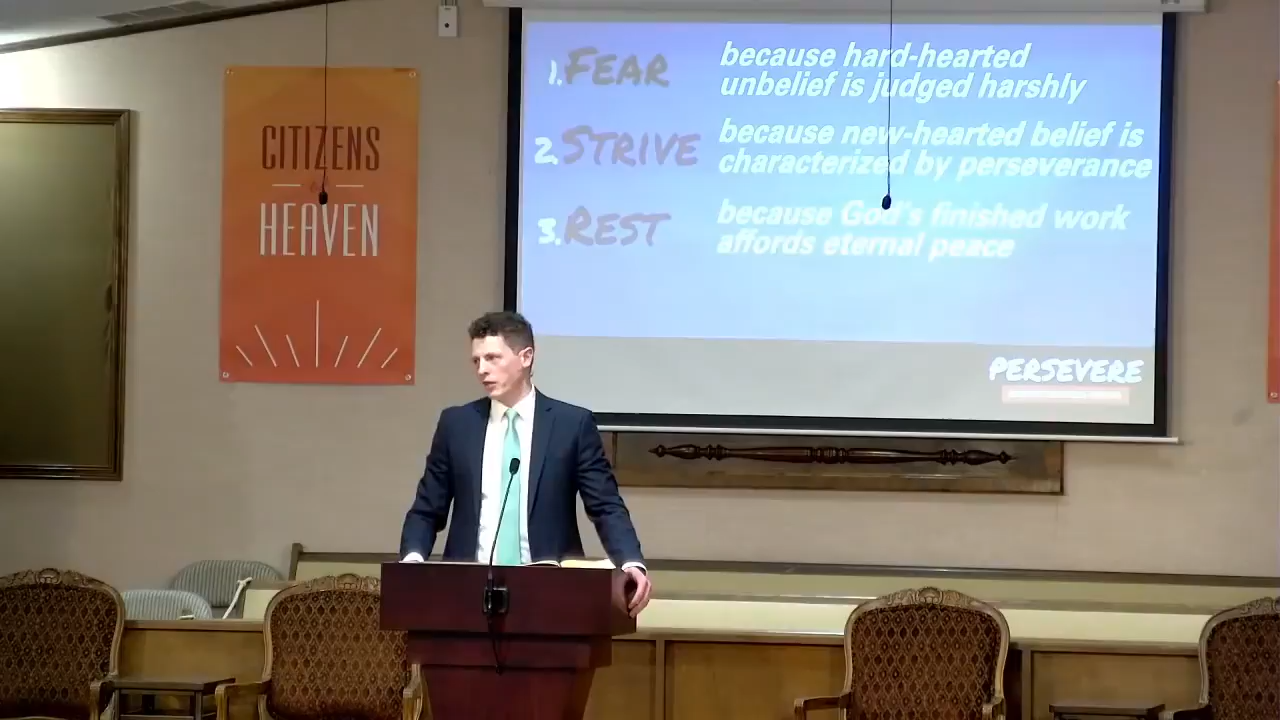 CITIZENS
HEAVEN
1. FEAR because hard-hearted
unbelief is judged harshly
2. STRIVE because new-hearted belief is
characterized by perseverance
3. REST because God's finished work
affords eternal peace
PERSEVERE